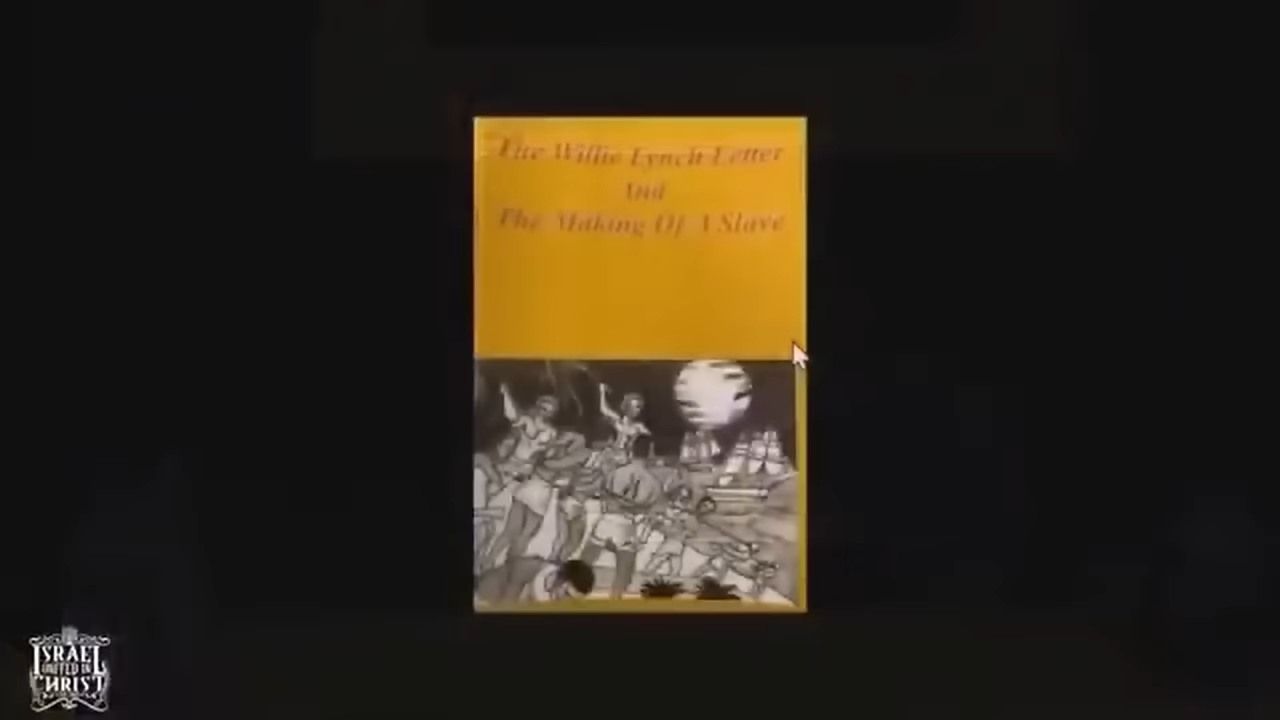 The Willie Lynch Letter
And
The Making Of A Slave
ISRAEL
UNITED IN
CHRIST